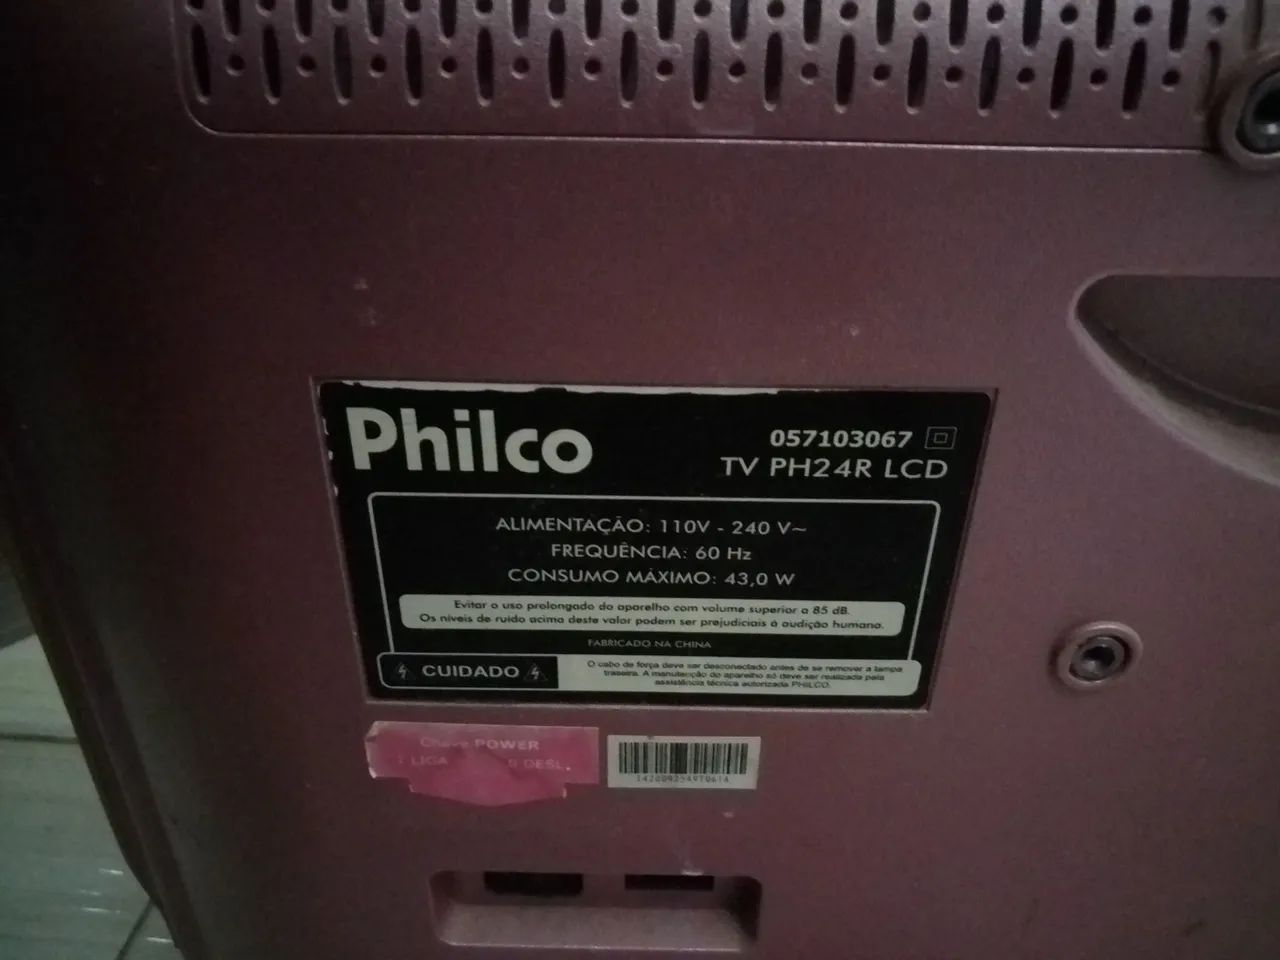 Philco
057103067
TV PH24R LCD
ALIMENTAÇÃO: 110V - 240 V~
FREQUÊNCIA: 60 Hz
CONSUMO MÁXIMO: 43,0 W
Evitar o uso prolongado do aparelho com volume superior a 85 dB.
Os níveis de ruído acima deste valor podem ser prejudiciais á audição humana.
FABRICADO NA CHINA
CUIDADO
O cabo de força deve ser desconectado antes de se remover a tampa
traseira. A manutenção do aparelho só deve ser realizada pela
assistência técnica autorizada PHILCO.
Chave POWER
LIGA DESL.